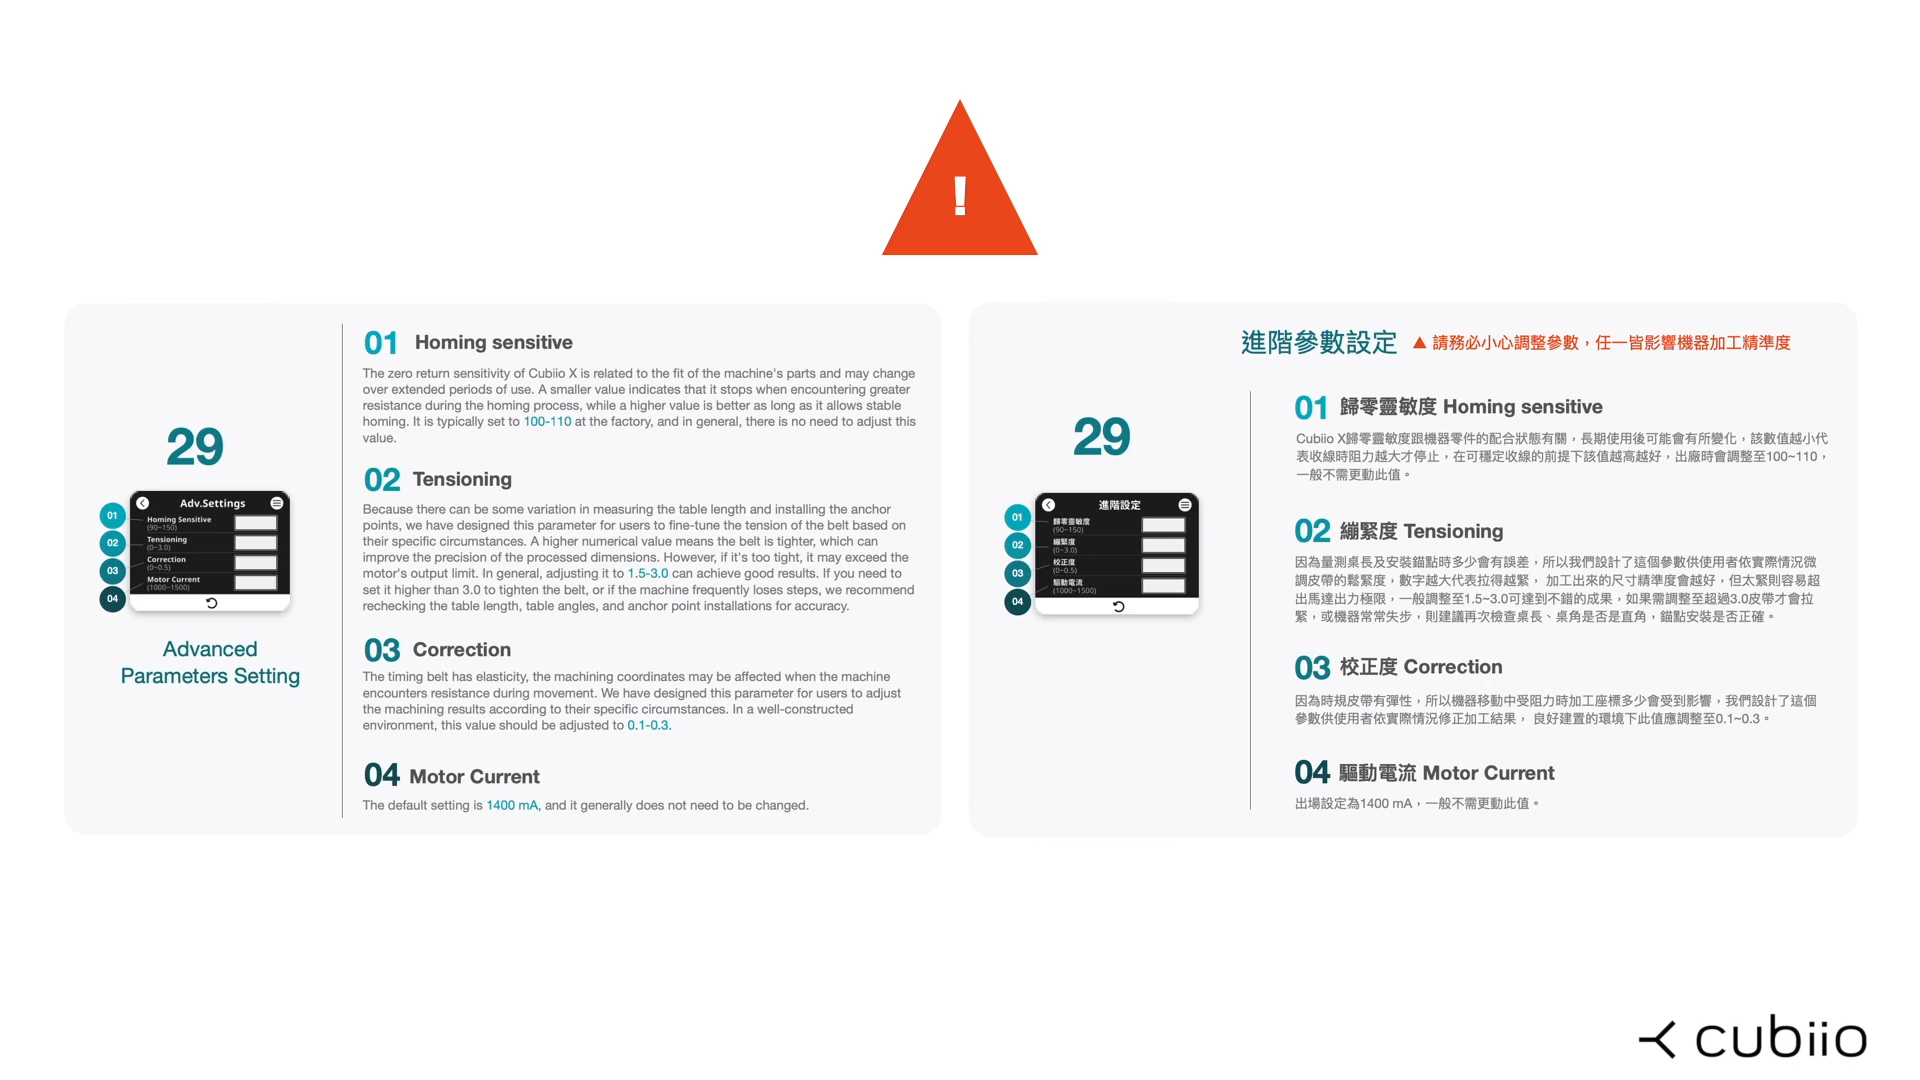 !
29
01
02
03
04
Adv.Settings
Homing Sensitive
(90~150)
Tensioning
(0~3.0)
Correction
(0~0.5)
Motor Current
(1000~1500)
Advanced
Parameters Setting
01 Homing sensitive
The zero return sensitivity of Cubiio X is related to the fit of the machine's parts and may change
over extended periods of use. A smaller value indicates that it stops when encountering greater
resistance during the homing process, while a higher value is better as long as it allows stable
homing. It is typically set to 100-110 at the factory, and in general, there is no need to adjust this
value.
02 Tensioning
Because there can be some variation in measuring the table length and installing the anchor
points, we have designed this parameter for users to fine-tune the tension of the belt based on
their specific circumstances. A higher numerical value means the belt is tighter, which can
improve the precision of the processed dimensions. However, if it's too tight, it may exceed the
motor's output limit. In general, adjusting it to 1.5-3.0 can achieve good results. If you need to
set it higher than 3.0 to tighten the belt, or if the machine frequently loses steps, we recommend
rechecking the table length, table angles, and anchor point installations for accuracy.
03 Correction
The timing belt has elasticity, the machining coordinates may be affected when the machine
encounters resistance during movement. We have designed this parameter for users to adjust
the machining results according to their specific circumstances. In a well-constructed
environment, this value should be adjusted to 0.1-0.3.
04 Motor Current
The default setting is 1400 mA, and it generally does not need to be changed.
進階參數設定 ▲ 請務必小心調整參數，任一皆影響機器加工精準度
29
01
02
03
04
進階設定
歸零靈敏度
(90~150)
繃緊度
(0~3.0)
校正度
(0~0.5)
驅動電流
(1000~1500)
01 歸零靈敏度 Homing sensitive
Cubiio X歸零靈敏度跟機器零件的配合狀態有關，長期使用後可能會有所變化，該數值越小代
表收線時阻力越大才停止，在可穩定收線的前提下該值越高越好，出廠時會調整至100~110，
一般不需更動此值。
02 繃緊度 Tensioning
因為量測桌長及安裝錨點時多少會有誤差，所以我們設計了這個參數供使用者依實際情況微
調皮帶的鬆緊度，數字越大代表拉得越緊， 加工出來的尺寸精準度會越好，但太緊則容易超
出馬達出力極限，一般調整至1.5~3.0可達到不錯的成果，如果需調整至超過3.0皮帶才會拉
緊，或機器常常失步，則建議再次檢查桌長、桌角是否是直角，錨點安裝是否正確。
03 校正度 Correction
因為時規皮帶有彈性，所以機器移動中受阻力時加工座標多少會受到影響，我們設計了這個
參數供使用者依實際情況修正加工結果， 良好建置的環境下此值應調整至0.1~0.3。
04 驅動電流 Motor Current
出場設定為1400 mA，一般不需更動此值。
cubiio